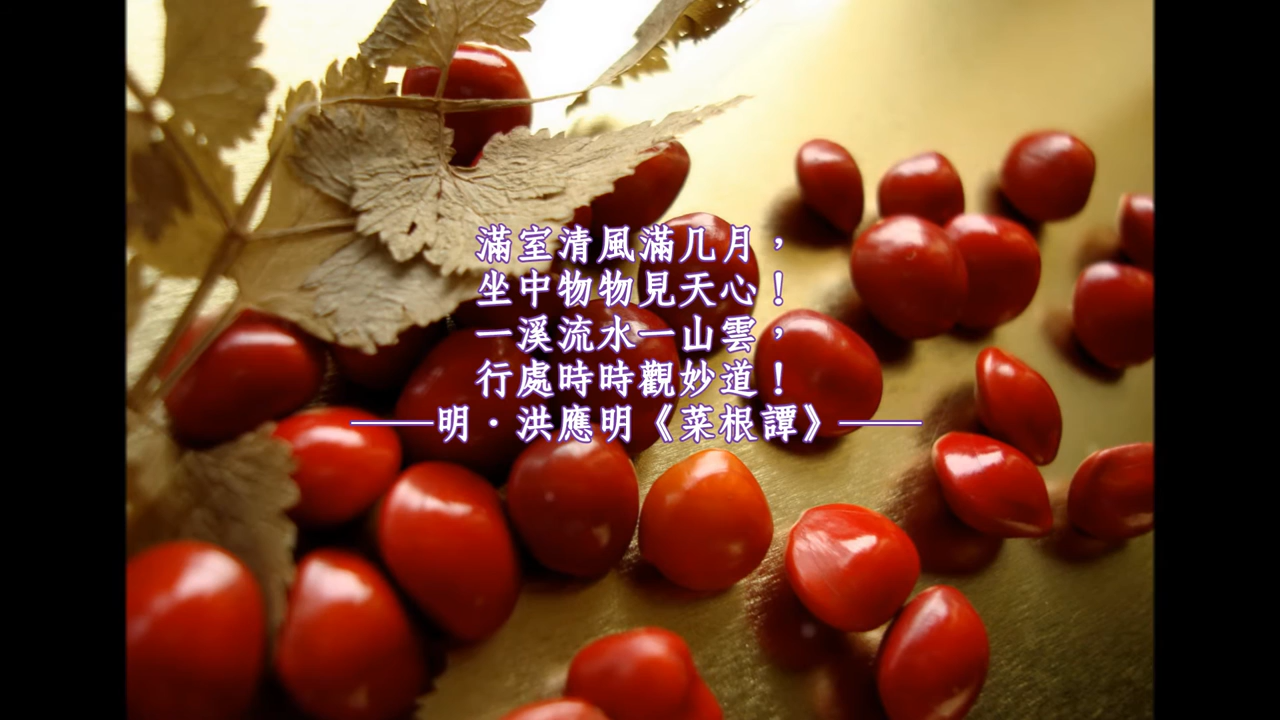 滿室清風滿几月，
坐中物物見天心！
一溪流水一山雲，
行處時時觀妙道！
——明．洪應明《菜根譚》——